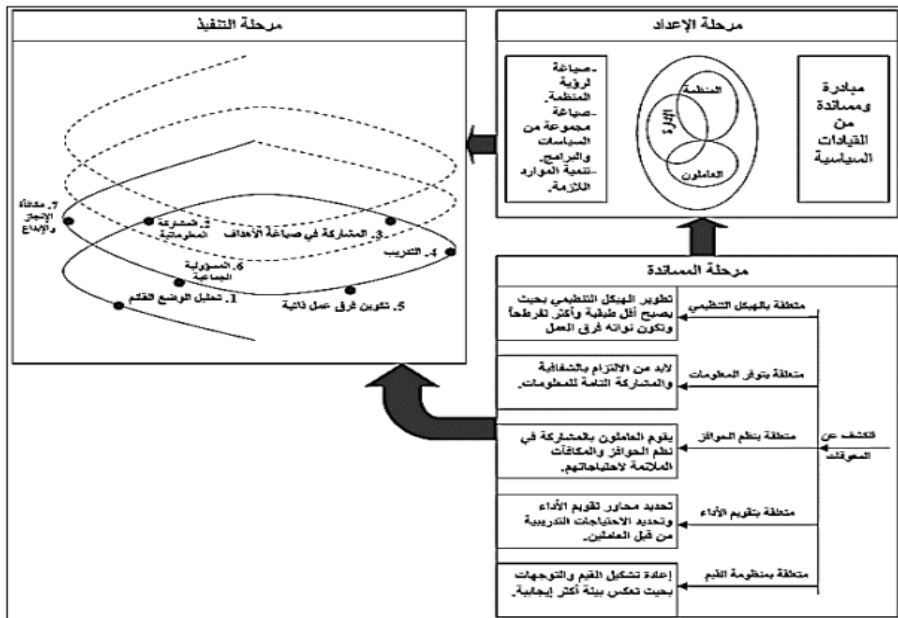 مرحلة الإعداد
مبادرة
ومساندة
من
القيادات
السياسية
المنظمة
الإدارة
العاملون
-صياغة
لرؤية
المنظمة.
-صياغة
مجموعة من
السياسات
والبرامج.
-تنمية الموارد
اللازمة.
مرحلة التنفيذ
7. مكافأة
الإنجاز
والإبداع
2. المشاركة
المعلوماتية
3. المشاركة في صياغة الأهداف
4. التدريب
6. المسؤولية
الجماعية
1. تحليل الوضع القائم
5. تكوين فرق عمل ذاتية
مرحلة المساندة
الكشف عن
المعوقات
متعلقة بالهيكل التنظيمي
تطوير الهيكل التنظيمي بحيث
يصبح أقل طبقية وأكثر تفرطحاً
وتكون نواته فرق العمل
متعلقة بتوفر المعلومات
لابد من الالتزام بالشفافية
والمشاركة التامة للمعلومات.
متعلقة بنظم الحوافز
يقوم العاملون بالمشاركة في
نظم الحوافز والمكافآت
الملائمة لاحتياجاتهم.
متعلقة بتقويم الأداء
تحديد محاور تقويم الأداء
وتحديد الاحتياجات التدريبية
من قبل العاملين.
متعلقة بمنظومة القيم
إعادة تشكيل القيم والتوجهات
بحيث تعكس بيئة أكثر إيجابية.